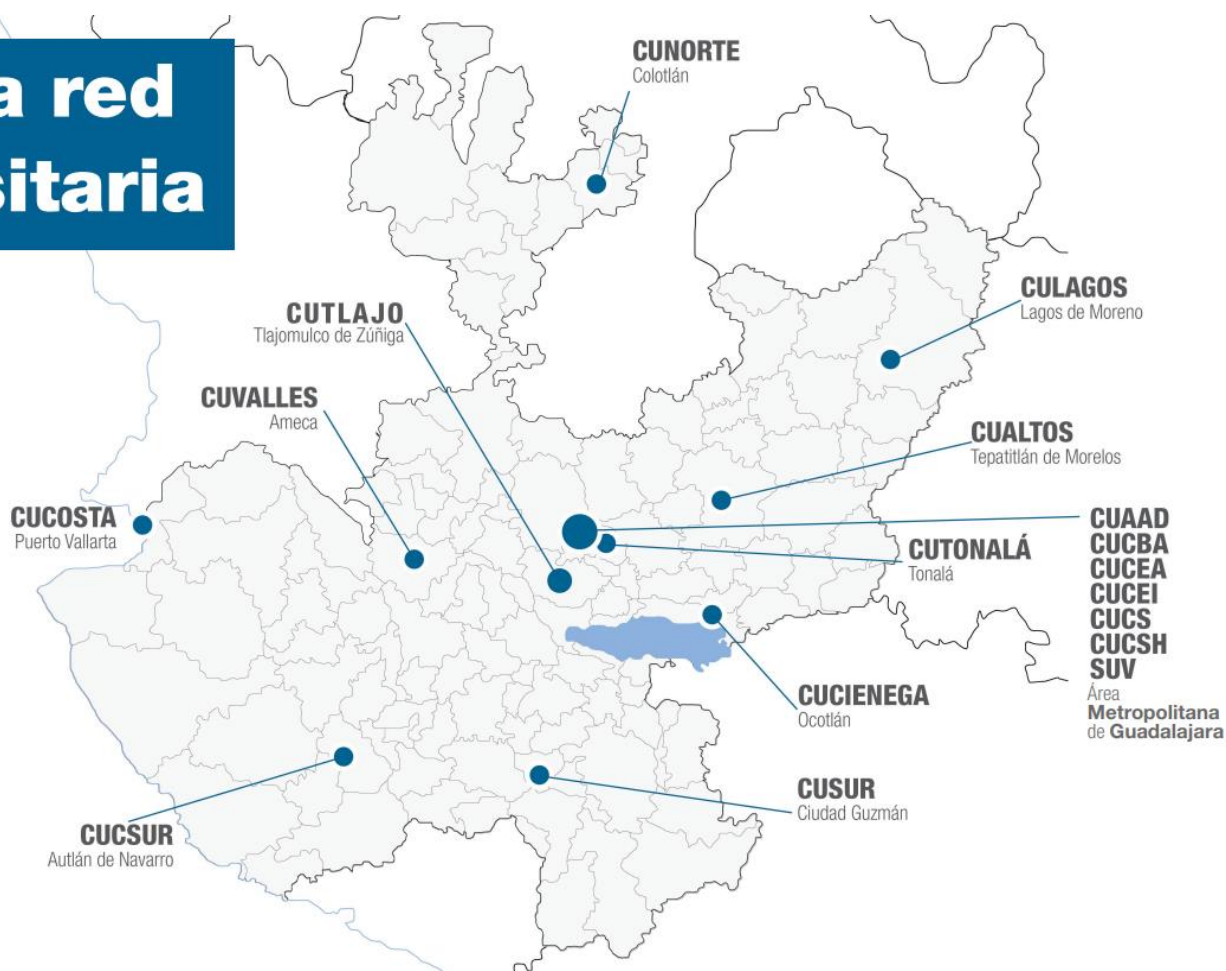 a red
sitaria
CUNORTE
Colotlán
CULAGOS
Lagos de Moreno
CUTLAJO
Tlajomulco de Zúñiga
CUVALLES
Ameca
CUALTOS
Tepatitlán de Morelos
CUCOSTA
Puerto Vallarta
CUAAD
CUCBA
CUCEA
CUCEI
CUCS
CUCSH
SUV
Área
Metropolitana
de Guadalajara
CUTONALÁ
Tonalá
CUCIENEGA
Ocotlán
CUSUR
Ciudad Guzmán
CUCSUR
Autlán de Navarro